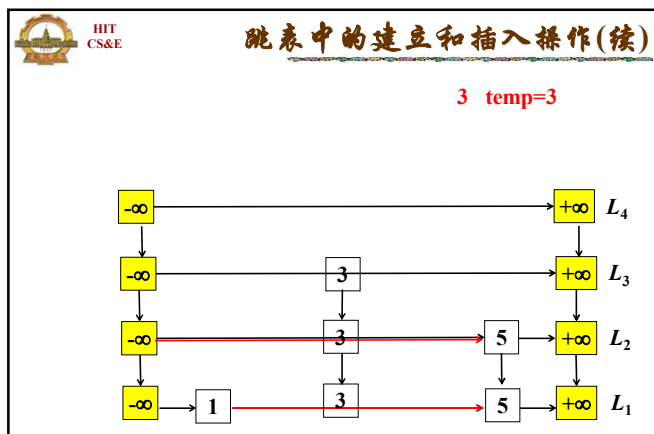 HIT
CS&E
跳表中的建立和插入操作(续)
3 temp=3
-∞ +∞ L4
-∞ 3 +∞ L3
-∞ 3 5 +∞ L2
-∞ 1 3 5 +∞ L1